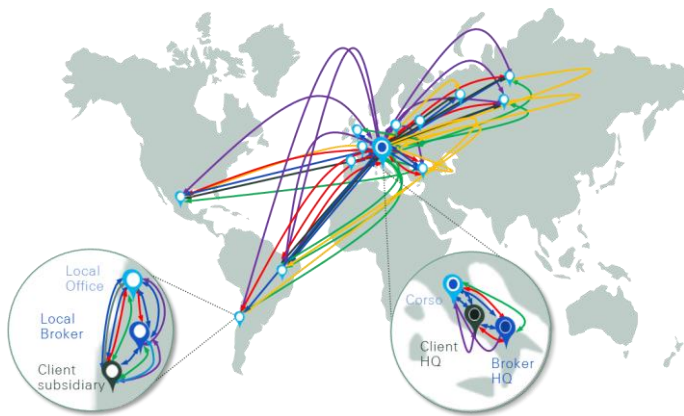 Local
Office
Local
Broker
Client
subsidiary
Corso
Client
HQ
Broker
HQ